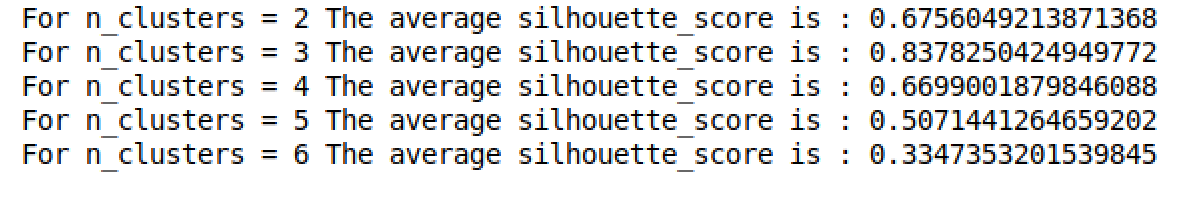 For n_clusters = 2 The average silhouette_score is : 0.6756049213871368
For n_clusters = 3 The average silhouette_score is : 0.8378250424949772
For n_clusters = 4 The average silhouette_score is : 0.6699001879846088
For n_clusters = 5 The average silhouette_score is : 0.5071441264659202
For n_clusters = 6 The average silhouette_score is : 0.3347353201539845